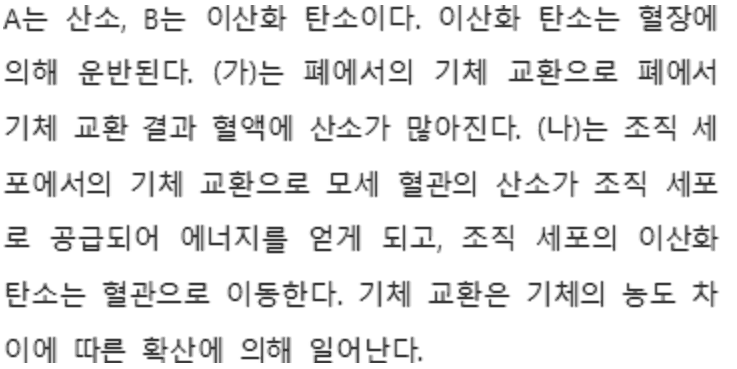 A는 산소, B는 이산화 탄소이다. 이산화 탄소는 혈장에
의해 운반된다. (가)는 폐에서의 기체 교환으로 폐에서
기체 교환 결과 혈액에 산소가 많아진다. (나)는 조직 세
포에서의 기체 교환으로 모세 혈관의 산소가 조직 세포
로 공급되어 에너지를 얻게 되고, 조직 세포의 이산화
탄소는 혈관으로 이동한다. 기체 교환은 기체의 농도 차
이에 따른 확산에 의해 일어난다.